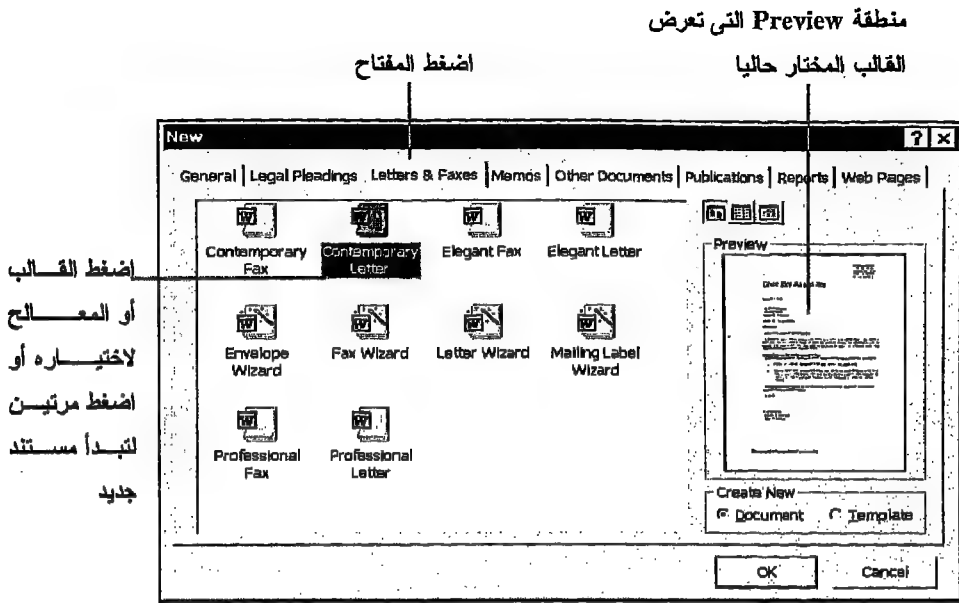 منطقة Preview التى تعرض
القالب المختار حاليا
اضغط المفتاح
New
General
Legal Pleadings
Letters & Faxes
Memos
Other Documents
Publications
Reports
Web Pages
Contemporary
Fax
Contemporary
Letter
Elegant Fax
Elegant Letter
Envelope
Wizard
Fax Wizard
Letter Wizard
Mailing Label
Wizard
Professional
Fax
Professional
Letter
Preview
Create New
Document
Template
OK
Cancel
اضغط القالب
أو المعالج
لاختياره أو
اضغط مرتين
لتبدأ مستند
جديد